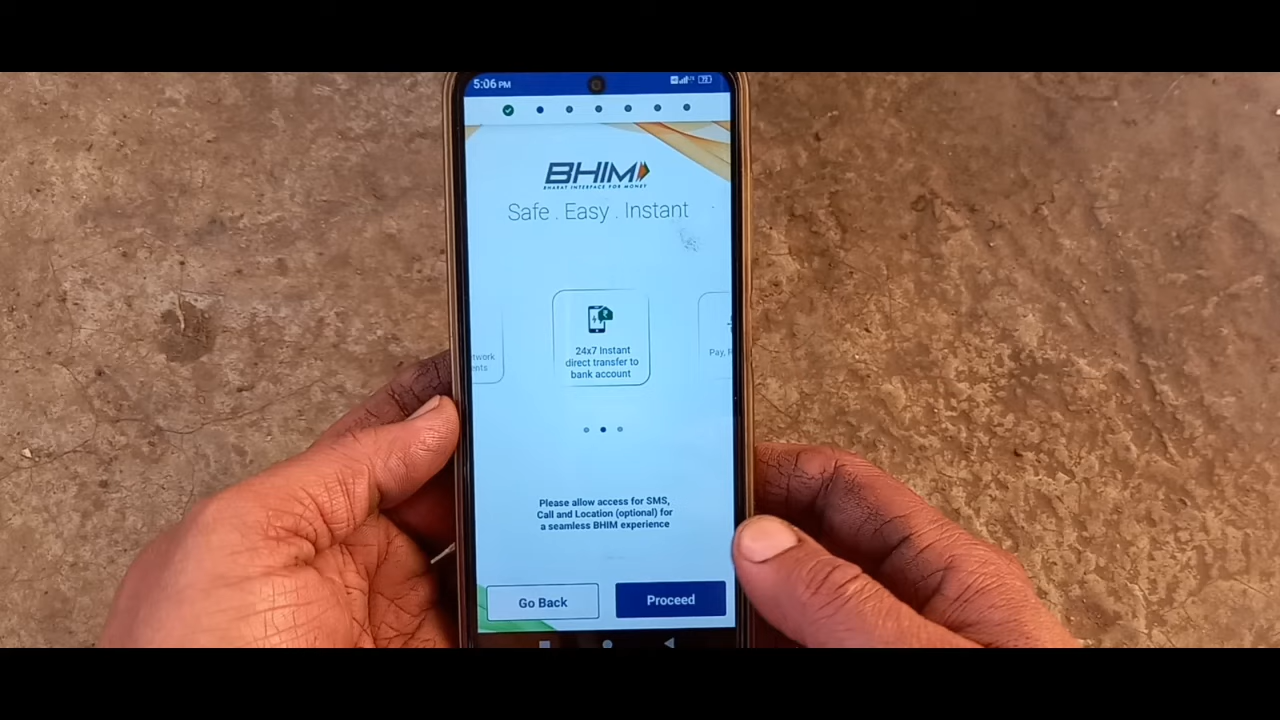 5:06 PM
BHIM
BHARAT INTERFACE FOR MONEY
Safe . Easy . Instant
twork
ents
24x7 Instant
direct transfer to
bank account
Pay,
Please allow access for SMS,
Call and Location (optional) for
a seamless BHIM experience
Go Back
Proceed